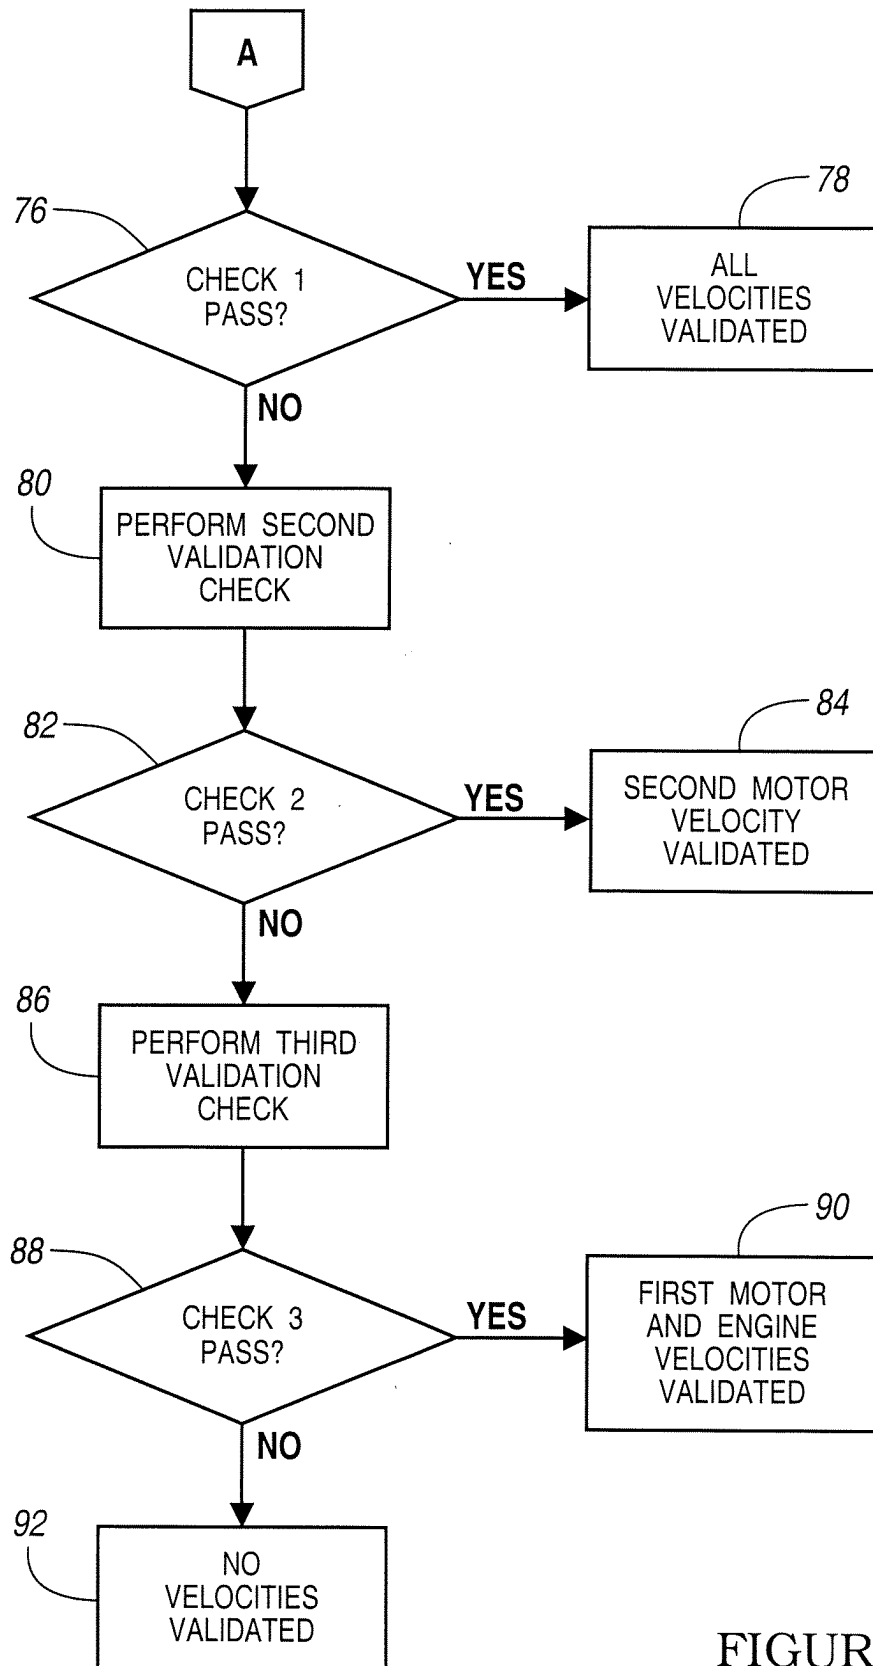 A
76
CHECK 1
PASS?
YES
78
ALL
VELOCITIES
VALIDATED
NO
80
PERFORM SECOND
VALIDATION
CHECK
82
CHECK 2
PASS?
YES
84
SECOND MOTOR
VELOCITY
VALIDATED
NO
86
PERFORM THIRD
VALIDATION
CHECK
88
CHECK 3
PASS?
YES
90
FIRST MOTOR
AND ENGINE
VELOCITIES
VALIDATED
NO
92
NO
VELOCITIES
VALIDATED
FIGUR